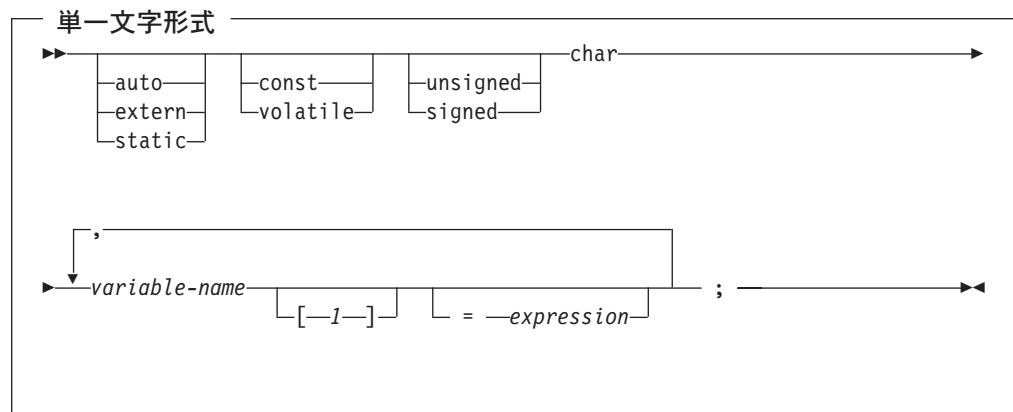 単一文字形式
char
auto const unsigned
extern volatile signed
static
,
variable-name
;
[ 1 ] = expression